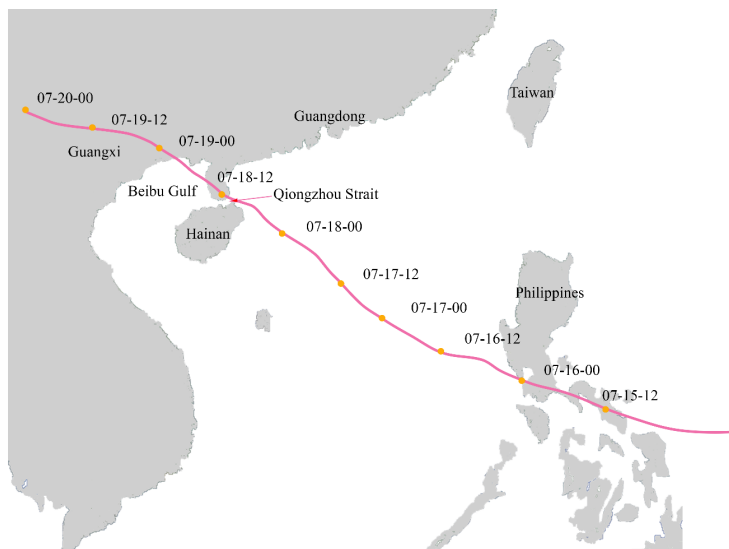 07-20-00
Taiwan
07-19-12
Guangdong
07-19-00
Guangxi
07-18-12
Beibu Gulf
Qiongzhou Strait
07-18-00
Hainan
07-17-12
Philippines
07-17-00
07-16-12
07-16-00
07-15-12